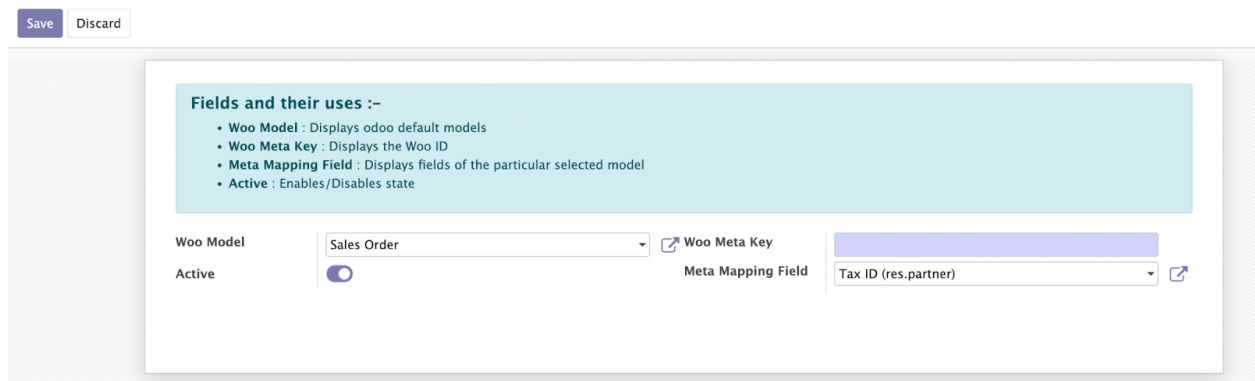 Save Discard
Fields and their uses :-
• Woo Model : Displays odoo default models
• Woo Meta Key : Displays the Woo ID
• Meta Mapping Field : Displays fields of the particular selected model
• Active : Enables/Disables state
Woo Model Sales Order Woo Meta Key
Active Meta Mapping Field Tax ID (res.partner)